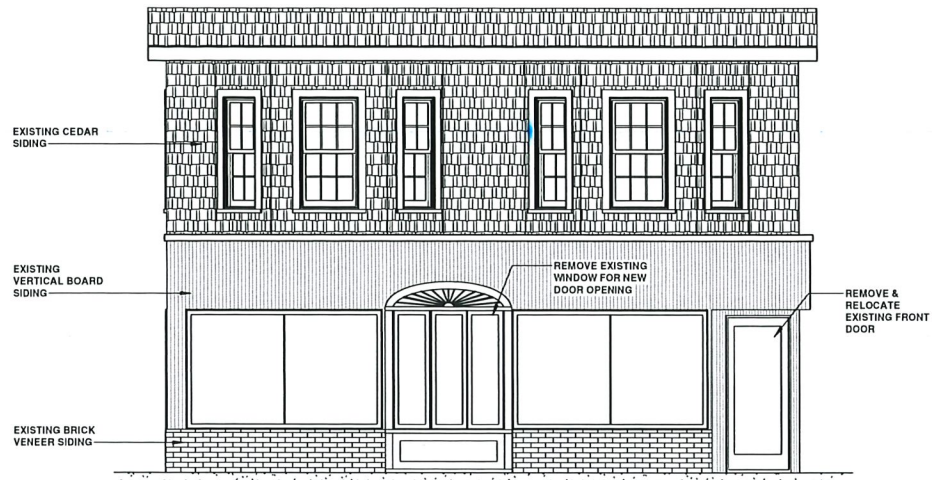 EXISTING CEDAR
SIDING
EXISTING
VERTICAL BOARD
SIDING
REMOVE EXISTING
WINDOW FOR NEW
DOOR OPENING
REMOVE &
RELOCATE
EXISTING FRONT
DOOR
EXISTING BRICK
VENEER SIDING